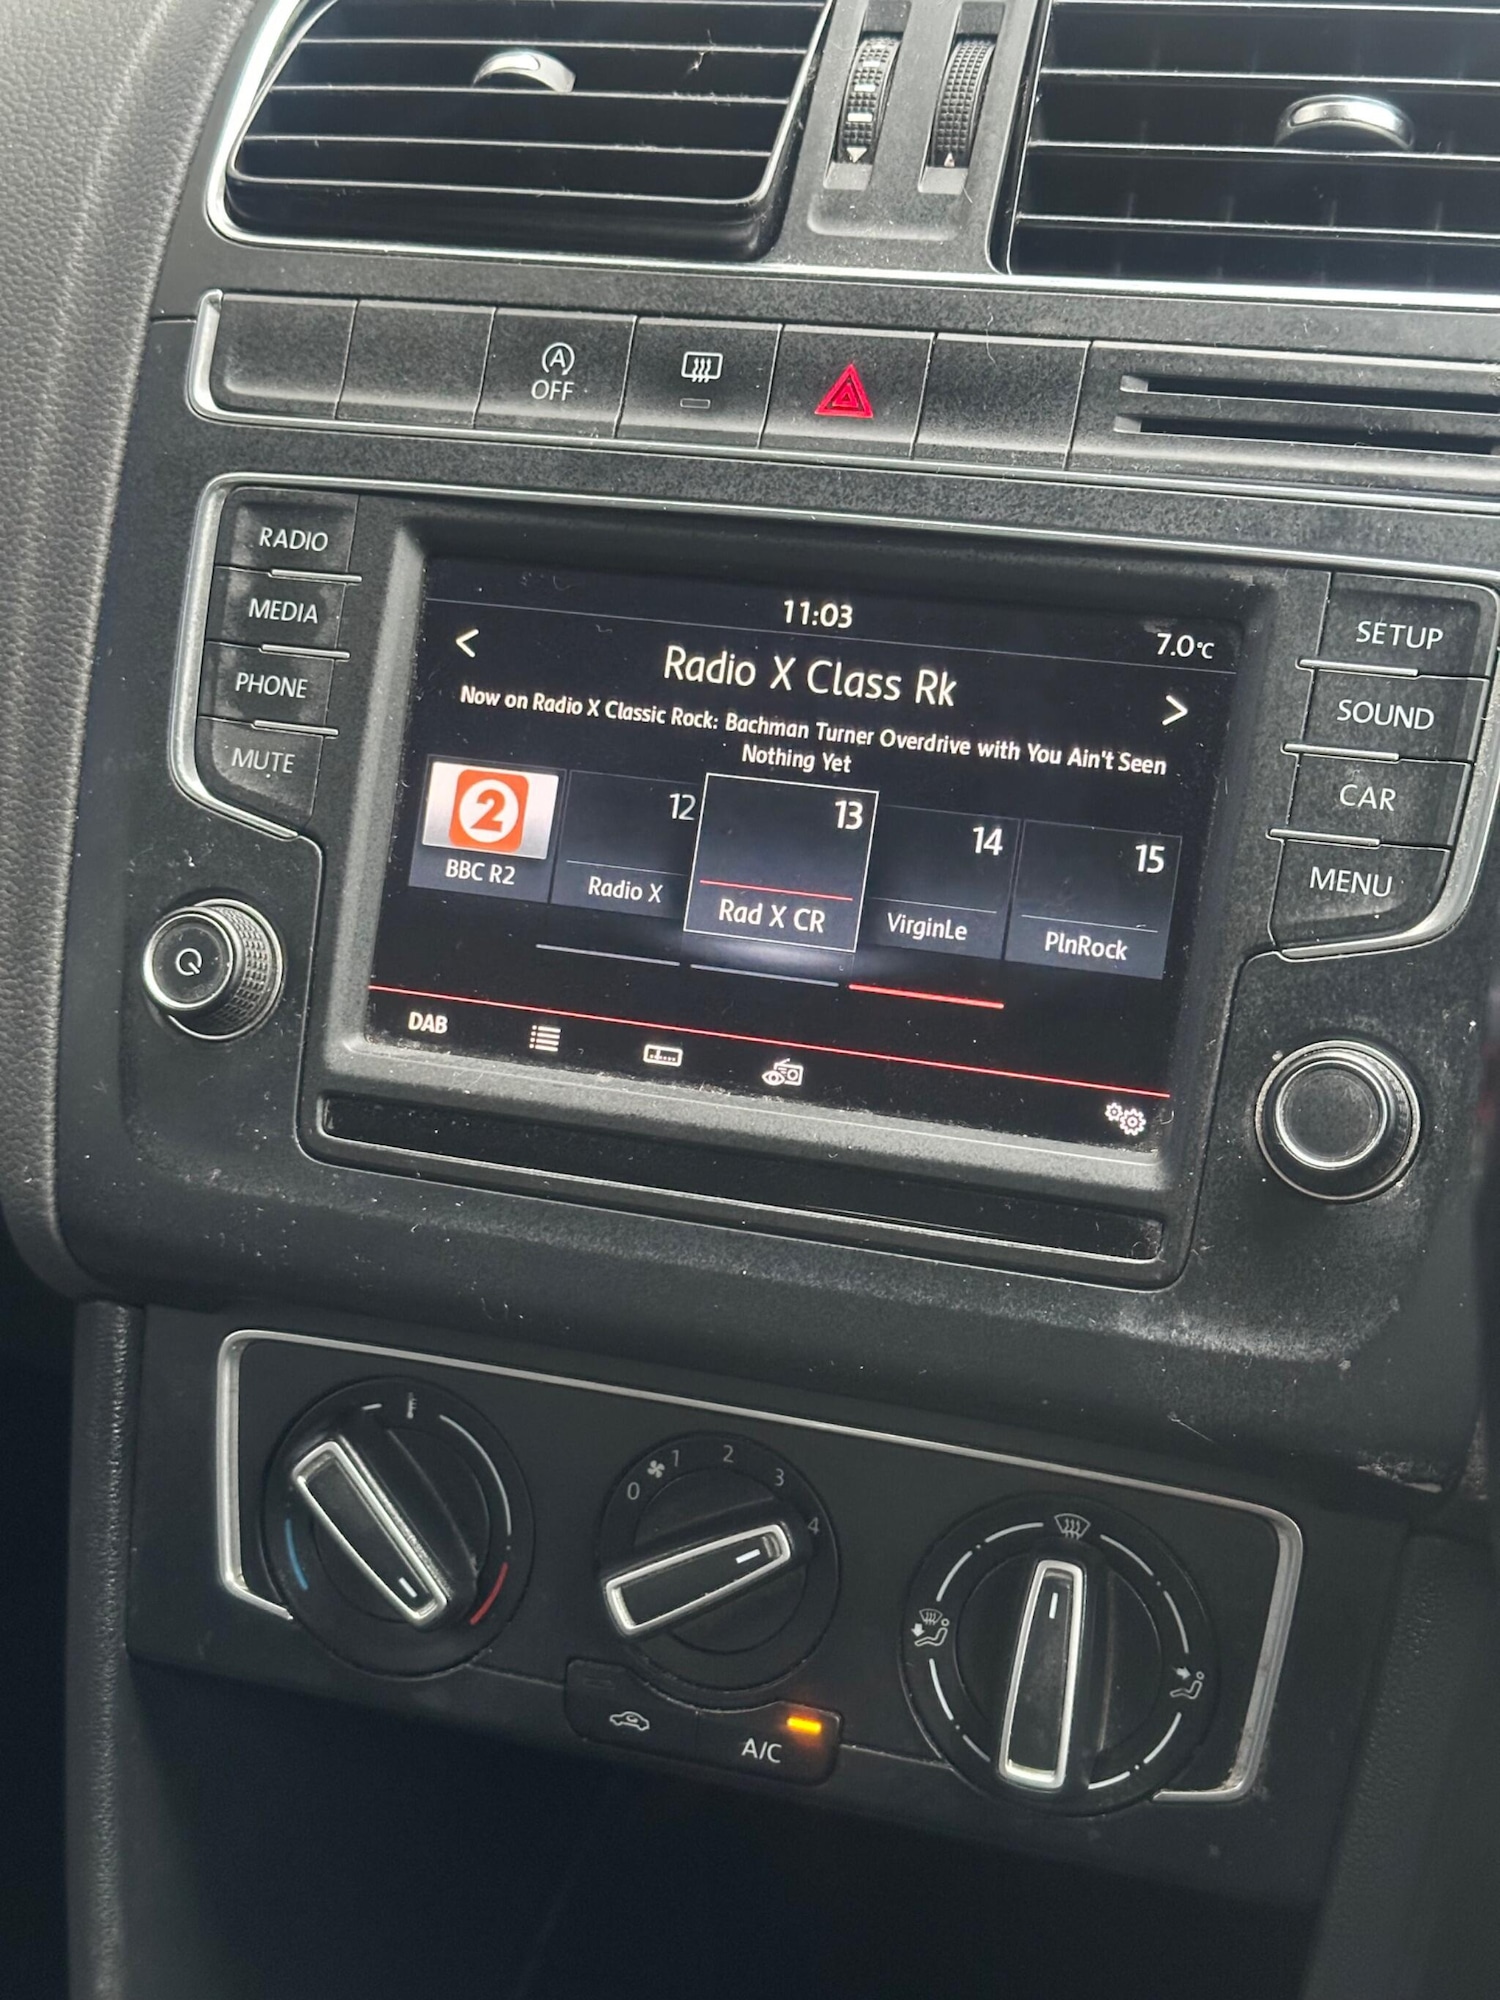 A
OFF
RADIO
MEDIA
PHONE
MUTE
SETUP
SOUND
CAR
MENU
11:03
7.0°C
<
Radio X Class Rk
>
Now on Radio X Classic Rock: Bachman Turner Overdrive with You Ain't Seen
Nothing Yet
2
BBC R2
12
Radio X
13
Rad X CR
14
VirginLe
15
PlnRock
DAB
0 1 2 3 4
A/C